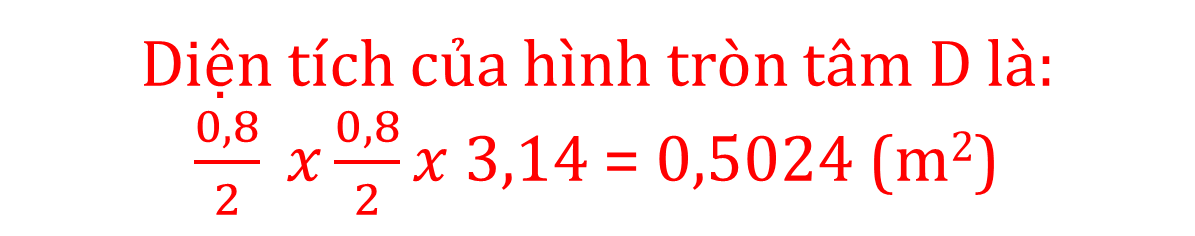 Diện tích của hình tròn tâm D là:
0,8/2 x 0,8/2 x 3,14 = 0,5024 (m²)